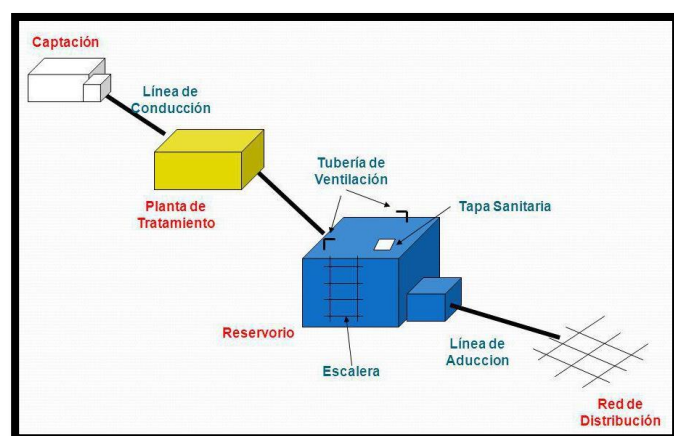 Captación
Línea de
Conducción
Tubería de
Ventilación
Planta de
Tratamiento
Tapa Sanitaria
Reservorio
Escalera
Línea de
Aduccion
Red de
Distribución